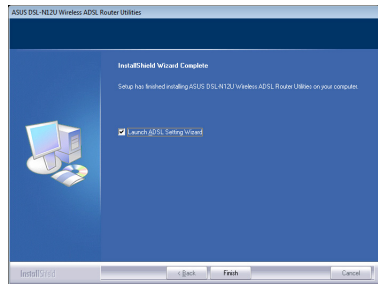 ASUS DSL-N12U Wireless ADSL Router Utilities
InstallShield Wizard Complete
Setup has finished installing ASUS DSL-N12U Wireless ADSL Router Utilities on your computer.
Launch ADSL Setting Wizard
InstallShield
< Back
Finish
Cancel